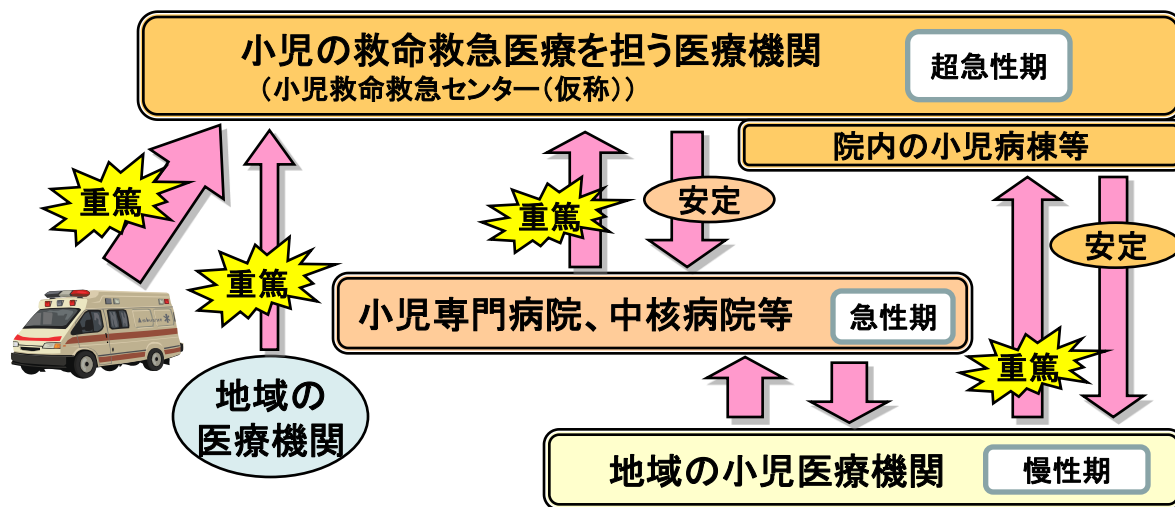 小児の救命救急医療を担う医療機関
（小児救命救急センター（仮称））
超急性期
院内の小児病棟等
重篤
重篤
重篤
安定
安定
小児専門病院、中核病院等
急性期
重篤
地域の
医療機関
地域の小児医療機関
慢性期